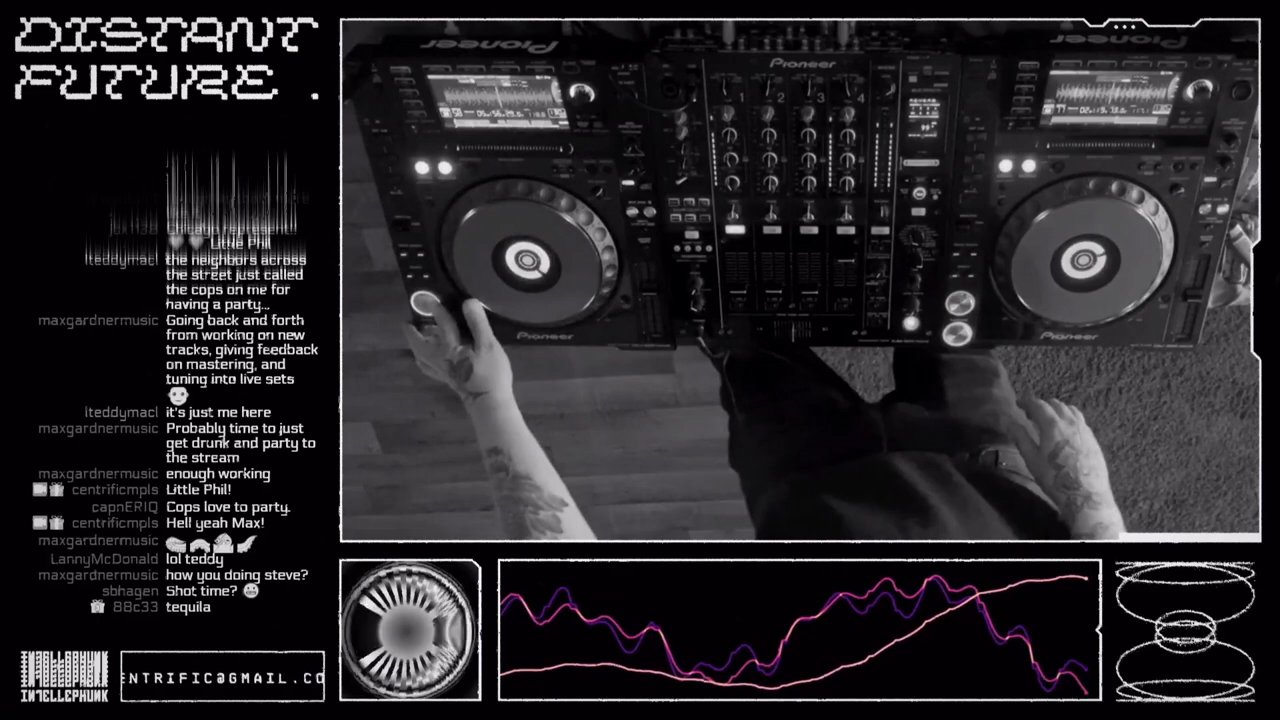 DISTANT
FUTURE .
Little Phil
lteddymacl the neighbors across
the street just called
the cops on me for
having a party...
maxgardnermusic Going back and forth
from working on new
tracks, giving feedback
on mastering, and
tuning into live sets
lteddymacl it's just me here
maxgardnermusic Probably time to just
get drunk and party to
the stream
maxgardnermusic enough working
centrificmpls Little Phil!
capnERIQ Cops love to party.
centrificmpls Hell yeah Max!
maxgardnermusic
LannyMcDonald lol teddy
maxgardnermusic how you doing steve?
sbhagen Shot time?
88c33 tequila
INTELLEPHUNK
ENTRIFIC@GMAIL.CO
Pioneer
Pioneer
Pioneer
1 2 3 4
Pioneer
Pioneer